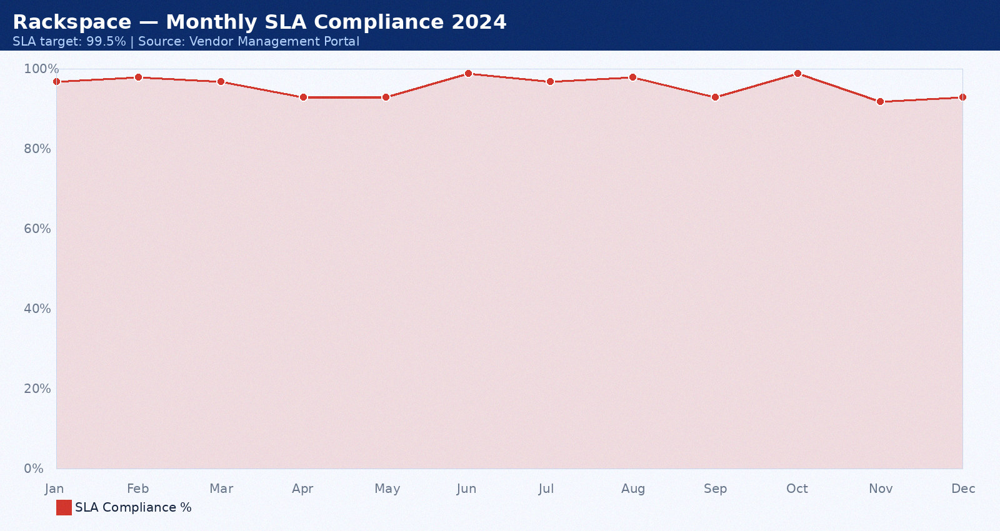 Rackspace — Monthly SLA Compliance 2024
SLA target: 99.5% | Source: Vendor Management Portal
100%
80%
60%
40%
20%
0%
Jan Feb Mar Apr May Jun Jul Aug Sep Oct Nov Dec
SLA Compliance %